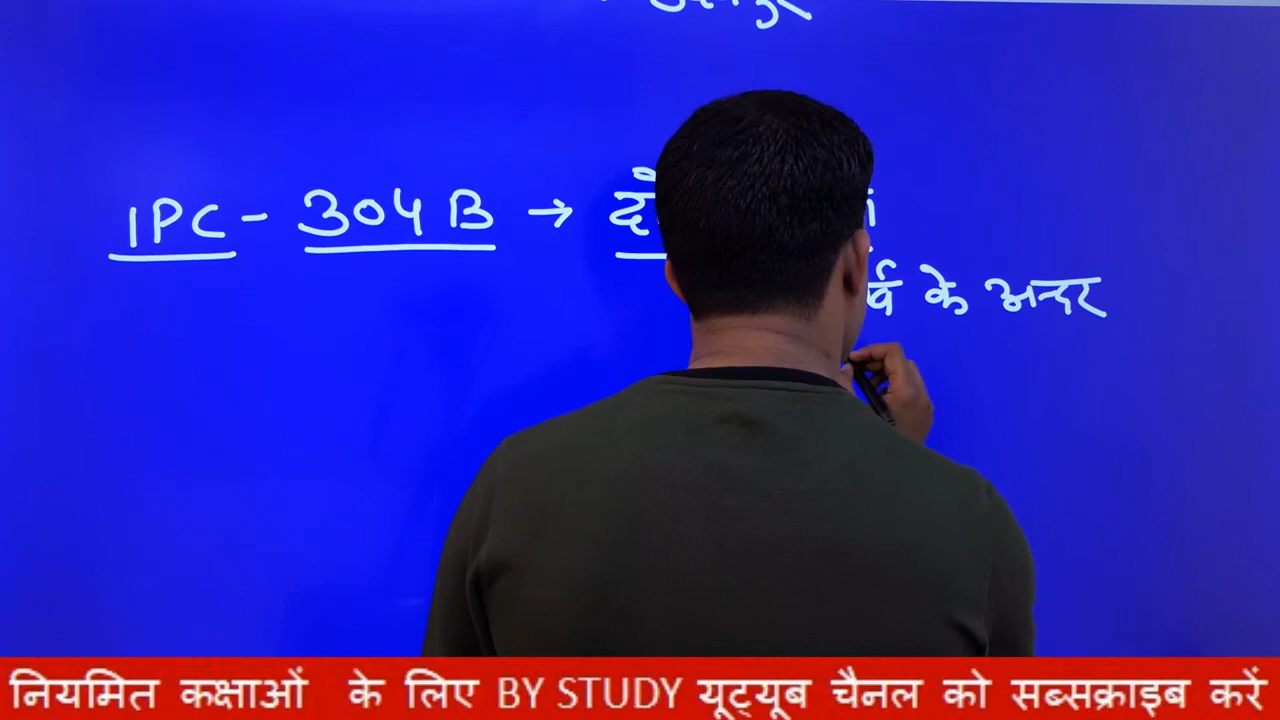 IPC - 304 B →
के अन्दर
नियमित कक्षाओं के लिए BY STUDY यूट्यूब चैनल को सब्सक्राइब करें